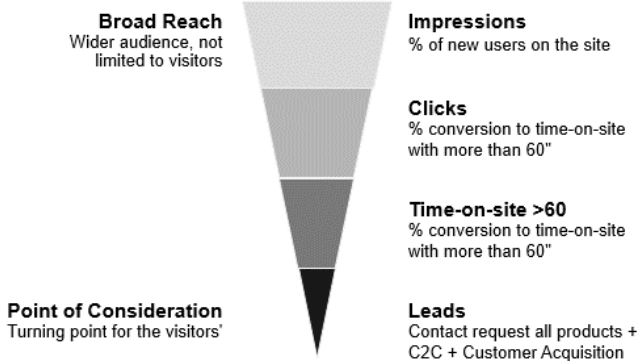 Broad Reach
Wider audience, not
limited to visitors
Impressions
% of new users on the site
Clicks
% conversion to time-on-site
with more than 60"
Time-on-site >60
% conversion to time-on-site
with more than 60"
Point of Consideration
Turning point for the visitors'
Leads
Contact request all products +
C2C + Customer Acquisition